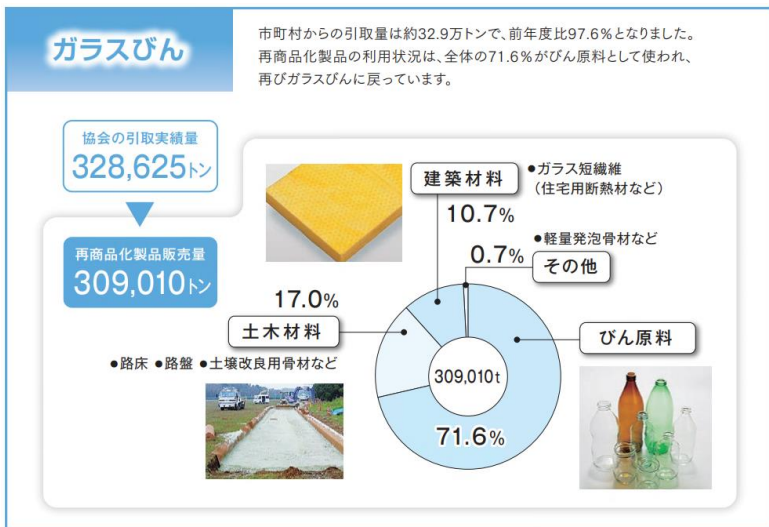 ガラスびん
市町村からの引取量は約32.9万トンで、前年度比97.6%となりました。
再商品化製品の利用状況は、全体の71.6%がびん原料として使われ、
再びガラスびんに戻っています。
協会の引取実績量
328,625トン
再商品化製品販売量
309,010トン
建築材料
●ガラス短繊維
（住宅用断熱材など）
10.7%
●軽量発泡骨材など
0.7%
その他
17.0%
土木材料
●路床 ●路盤 ●土壌改良用骨材など
びん原料
309,010t
71.6%